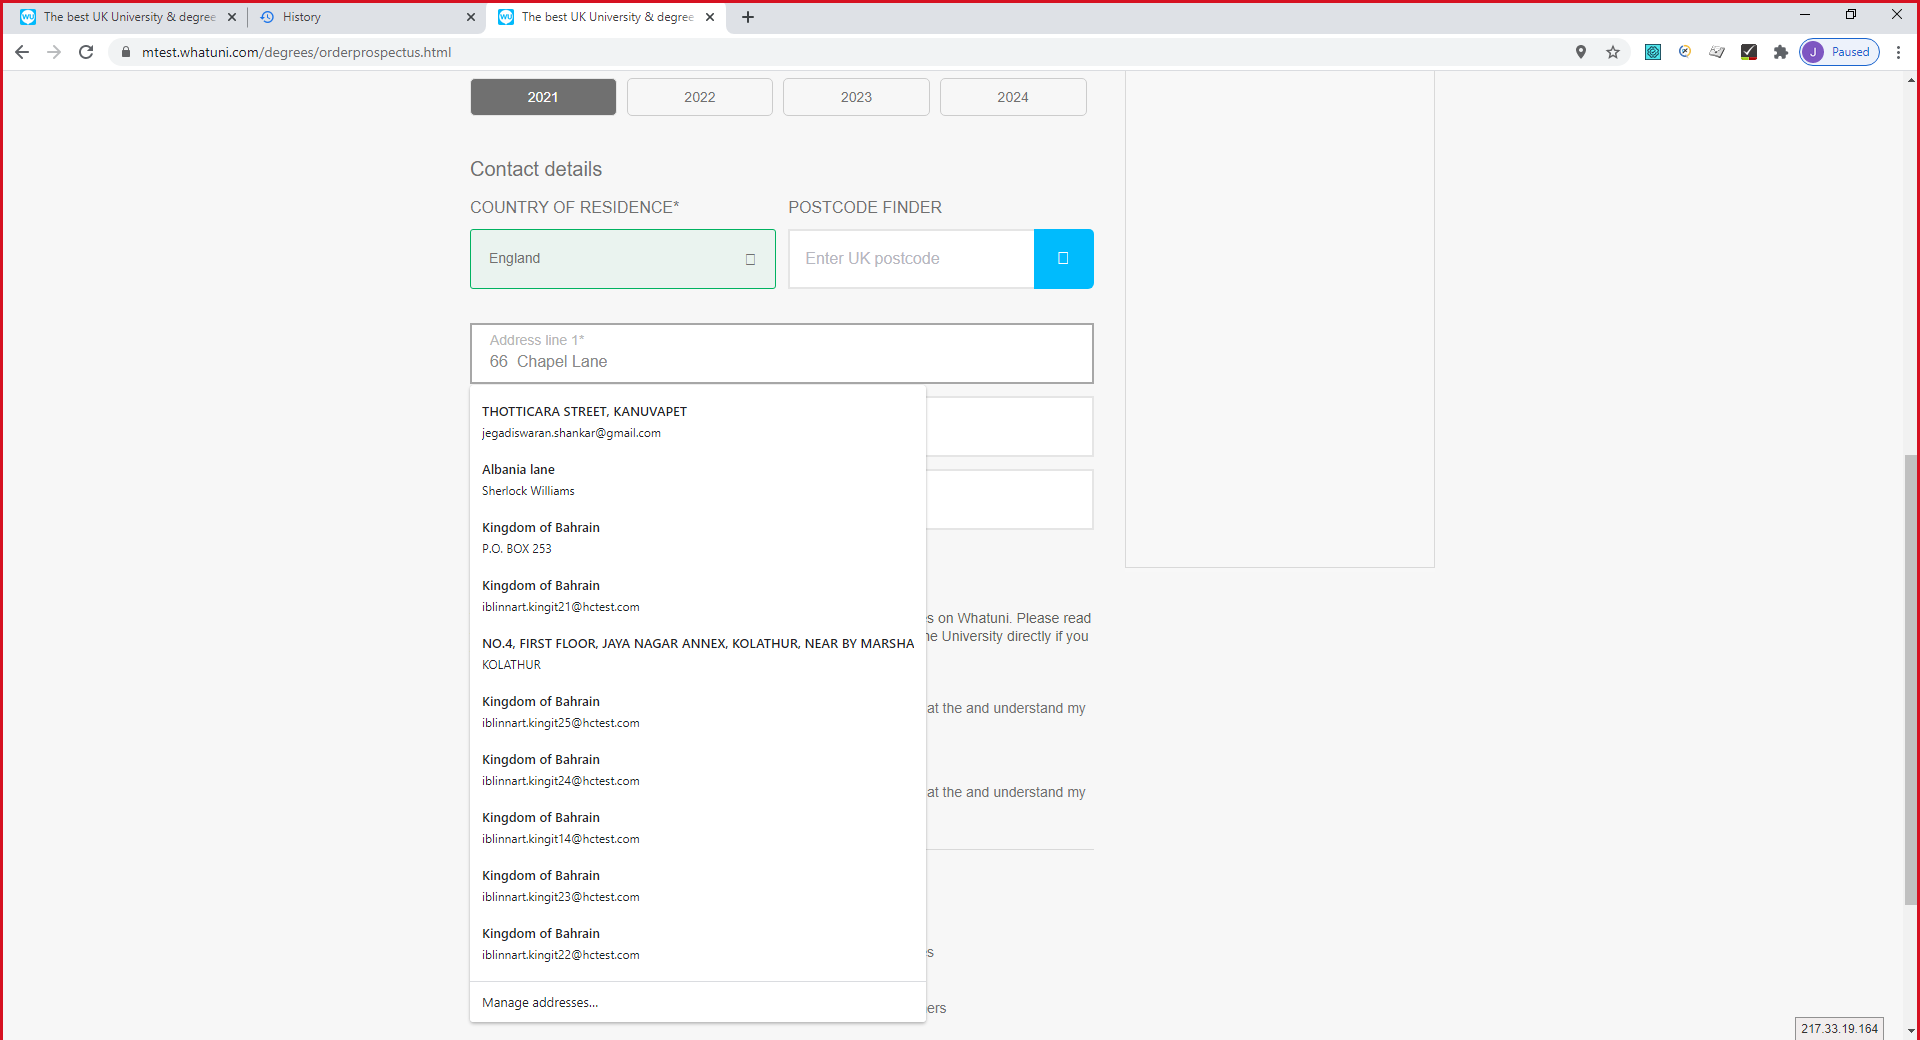 The best UK University & degree
History
The best UK University & degree
mtest.whatuni.com/degrees/orderprospectus.html
J Paused
2021
2022
2023
2024
Contact details
COUNTRY OF RESIDENCE*
POSTCODE FINDER
England
Enter UK postcode
Address line 1*
66  Chapel Lane
THOTTICARA STREET, KANUVAPET
jegadiswaran.shankar@gmail.com
Albania lane
Sherlock Williams
Kingdom of Bahrain
P.O. BOX 253
Kingdom of Bahrain
iblinnart.kingit21@hctest.com
s on Whatuni. Please read
he University directly if you
NO.4, FIRST FLOOR, JAYA NAGAR ANNEX, KOLATHUR, NEAR BY MARSHA
KOLATHUR
Kingdom of Bahrain
at the and understand my
iblinnart.kingit25@hctest.com
Kingdom of Bahrain
iblinnart.kingit24@hctest.com
at the and understand my
Kingdom of Bahrain
iblinnart.kingit14@hctest.com
Kingdom of Bahrain
iblinnart.kingit23@hctest.com
Kingdom of Bahrain
iblinnart.kingit22@hctest.com
s
Manage addresses...
ers
217.33.19.164